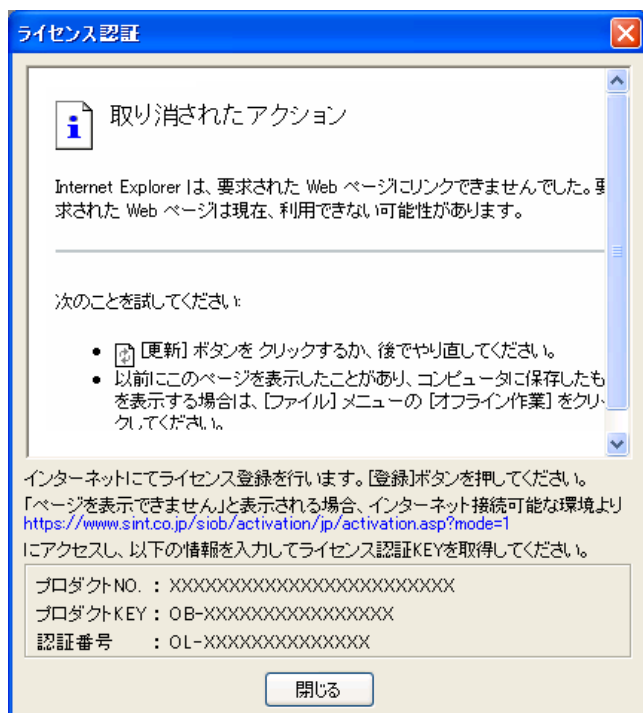 ライセンス認証
取り消されたアクション
Internet Explorer は、要求された Web ページにリンクできませんでした。要
求された Web ページは現在、利用できない可能性があります。
次のことを試してください:
[更新] ボタンを クリックするか、後でやり直してください。
以前にこのページを表示したことがあり、コンピュータに保存したも
を表示する場合は、[ファイル] メニューの [オフライン作業] をクリッ
クしてください。
インターネットにてライセンス登録を行います。[登録]ボタンを押してください。
「ページを表示できません」と表示される場合、インターネット接続可能な環境より
https://www.sint.co.jp/siob/activation/jp/activation.asp?mode=1
にアクセスし、以下の情報を入力してライセンス認証KEYを取得してください。
プロダクトNO. : XXXXXXXXXXXXXXXXXXXXXXXX
プロダクトKEY : OB-XXXXXXXXXXXXXXXX
認証番号 : OL-XXXXXXXXXXXXXX
閉じる